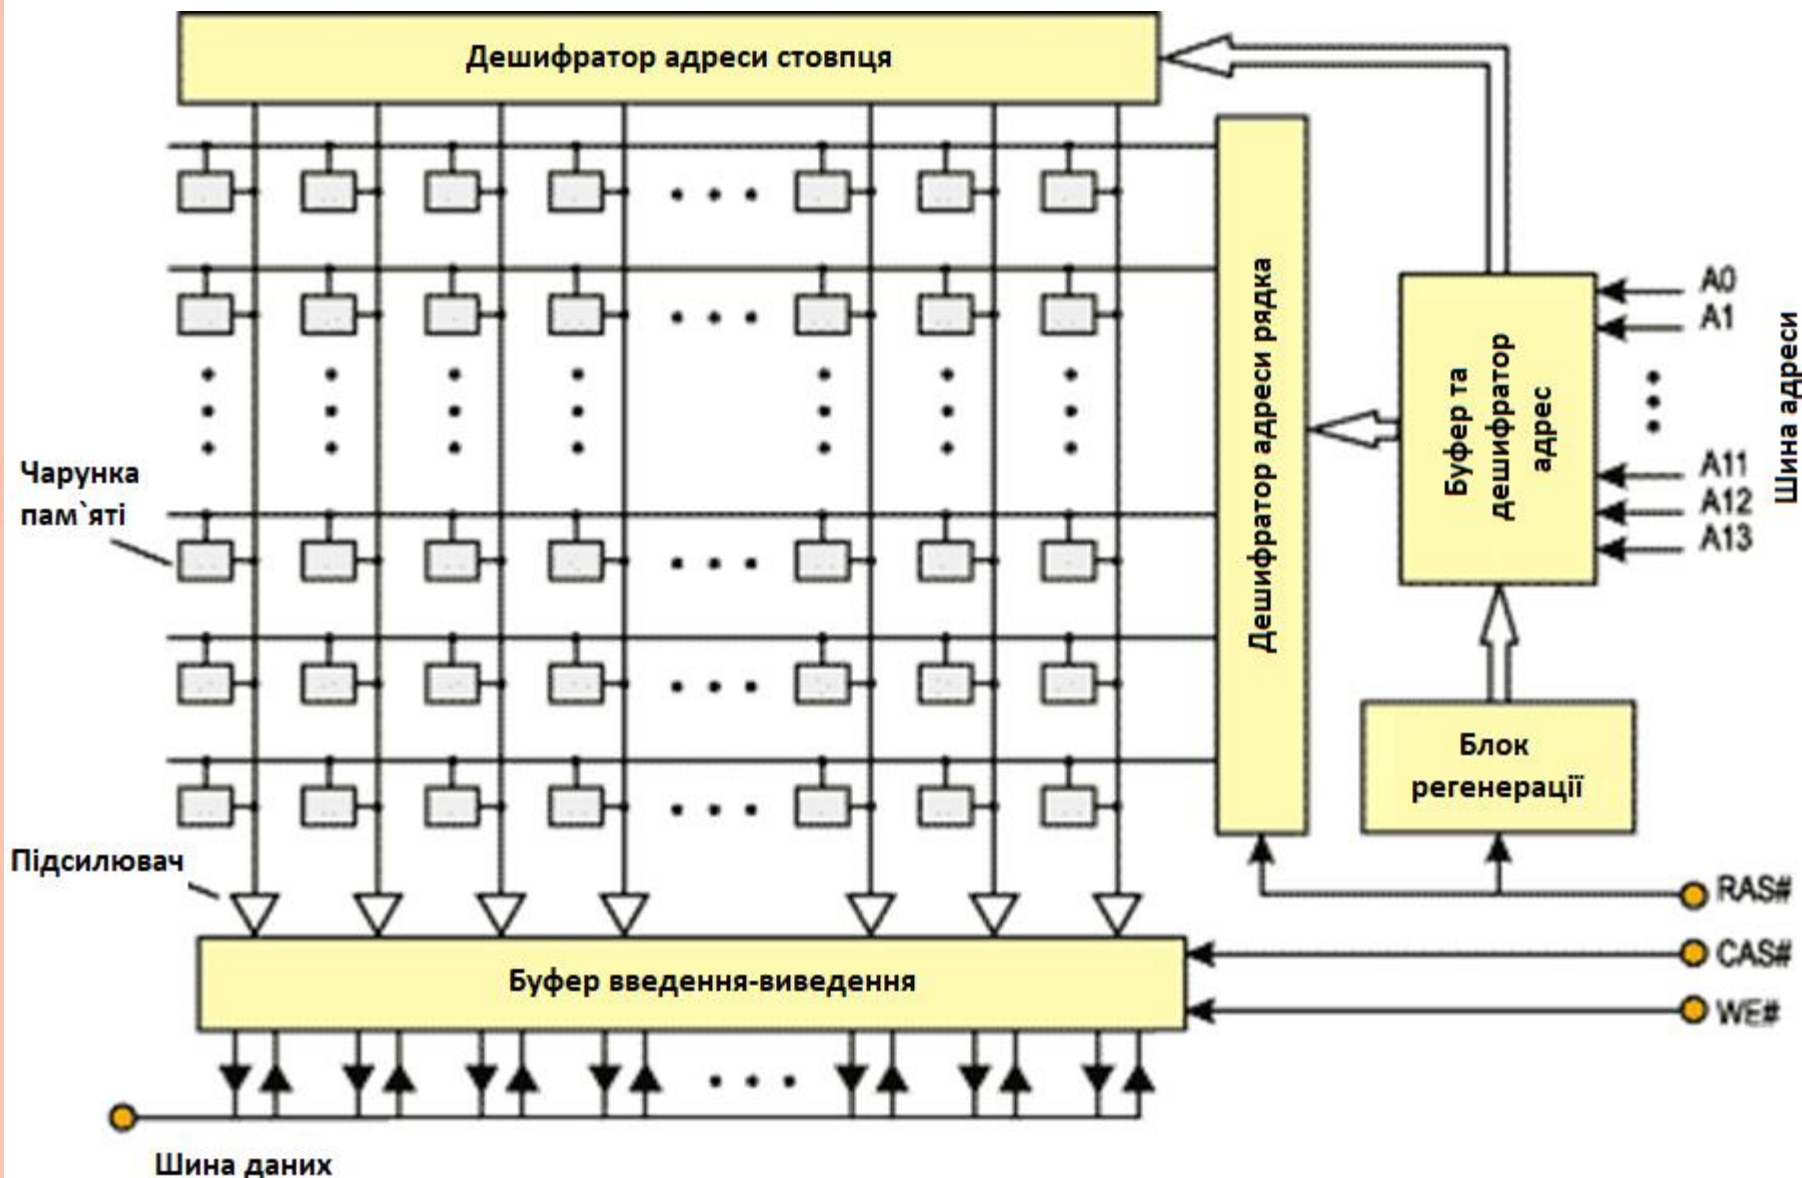 Дешифратор адреси стовпця
Дешифратор адреси рядка
Буфер та
дешифратор
адрес
A0
A1
A11
A12
A13
Шина адреси
Чарунка
пам`яті
Блок
регенерації
Підсилювач
RAS#
CAS#
WE#
Буфер введення-виведення
Шина даних